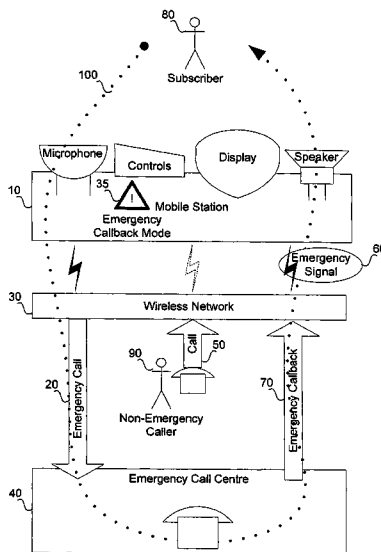 80
Subscriber
100
Microphone
Controls
Display
Speaker
35
10
Mobile Station
Emergency
Callback Mode
60
Emergency
Signal
30
Wireless Network
Emergency Call
20
Call
50
90
Non-Emergency
Caller
Emergency Callback
70
Emergency Call Centre
40